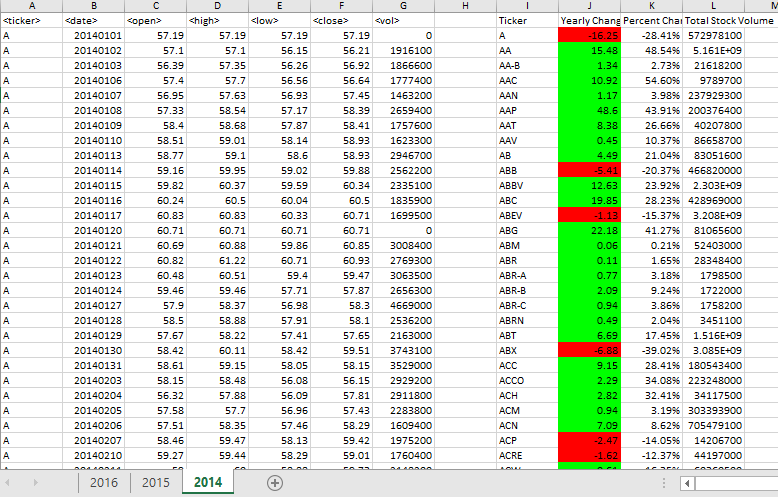 A B C D E F G H I J K L M
<ticker> <date> <open> <high> <low> <close> <vol> Ticker Yearly Chang Percent Chan Total Stock Volume
A 20140101 57.19 57.19 57.19 57.19 0 A -16.25 -28.41% 572978100
A 20140102 57.1 57.1 56.15 56.21 1916100 AA 15.48 48.54% 5.161E+09
A 20140103 56.39 57.35 56.26 56.92 1866600 AA-B 1.34 2.73% 21618200
A 20140106 57.4 57.7 56.56 56.64 1777400 AAC 10.92 54.60% 9789700
A 20140107 56.95 57.63 56.93 57.45 1463200 AAN 1.17 3.98% 237929300
A 20140108 57.33 58.54 57.17 58.39 2659400 AAP 48.6 43.91% 200376400
A 20140109 58.4 58.68 57.87 58.41 1757600 AAT 8.38 26.66% 40207800
A 20140110 58.51 59.01 58.14 58.93 1623300 AAV 0.45 10.37% 86658700
A 20140113 58.77 59.1 58.6 58.93 2946700 AB 4.49 21.04% 83051600
A 20140114 59.16 59.95 59.02 59.88 2562200 ABB -5.41 -20.37% 466820000
A 20140115 59.82 60.37 59.59 60.34 2335100 ABBV 12.63 23.92% 2.303E+09
A 20140116 60.24 60.5 60.04 60.5 1835900 ABC 19.85 28.23% 428969000
A 20140117 60.83 60.83 60.33 60.71 1699500 ABEV -1.13 -15.37% 3.208E+09
A 20140120 60.71 60.71 60.71 60.71 0 ABG 22.18 41.27% 81065600
A 20140121 60.69 60.88 59.86 60.85 3008400 ABM 0.06 0.21% 52403000
A 20140122 60.82 61.22 60.71 60.93 2769300 ABR 0.11 1.65% 28348400
A 20140123 60.48 60.51 59.4 59.47 3063500 ABR-A 0.77 3.18% 1798500
A 20140124 59.46 59.46 57.71 57.87 2656300 ABR-B 2.09 9.24% 1722000
A 20140127 57.9 58.37 56.98 58.3 4669000 ABR-C 0.94 3.86% 1758200
A 20140128 58.5 58.88 57.91 58.1 2536200 ABRN 0.49 2.04% 3451100
A 20140129 57.67 58.22 57.41 57.65 2163000 ABT 6.69 17.45% 1.516E+09
A 20140130 58.42 60.11 58.42 59.51 3743100 ABX -6.88 -39.02% 3.085E+09
A 20140131 58.61 59.15 58.05 58.15 3529000 ACC 9.15 28.41% 180543400
A 20140203 58.15 58.48 56.08 56.15 2929200 ACCO 2.29 34.08% 223248000
A 20140204 56.32 57.88 56.09 57.81 2911800 ACH 2.82 32.41% 34117500
A 20140205 57.58 57.7 56.96 57.43 2283800 ACM 0.94 3.19% 303393900
A 20140206 57.51 58.35 57.46 58.29 1609400 ACN 7.09 8.62% 705479100
A 20140207 58.46 59.47 58.13 59.42 1975200 ACP -2.47 -14.05% 14206700
A 20140210 59.27 59.44 58.29 59.01 1760400 ACRE -1.62 -12.37% 44197000
2016 2015 2014